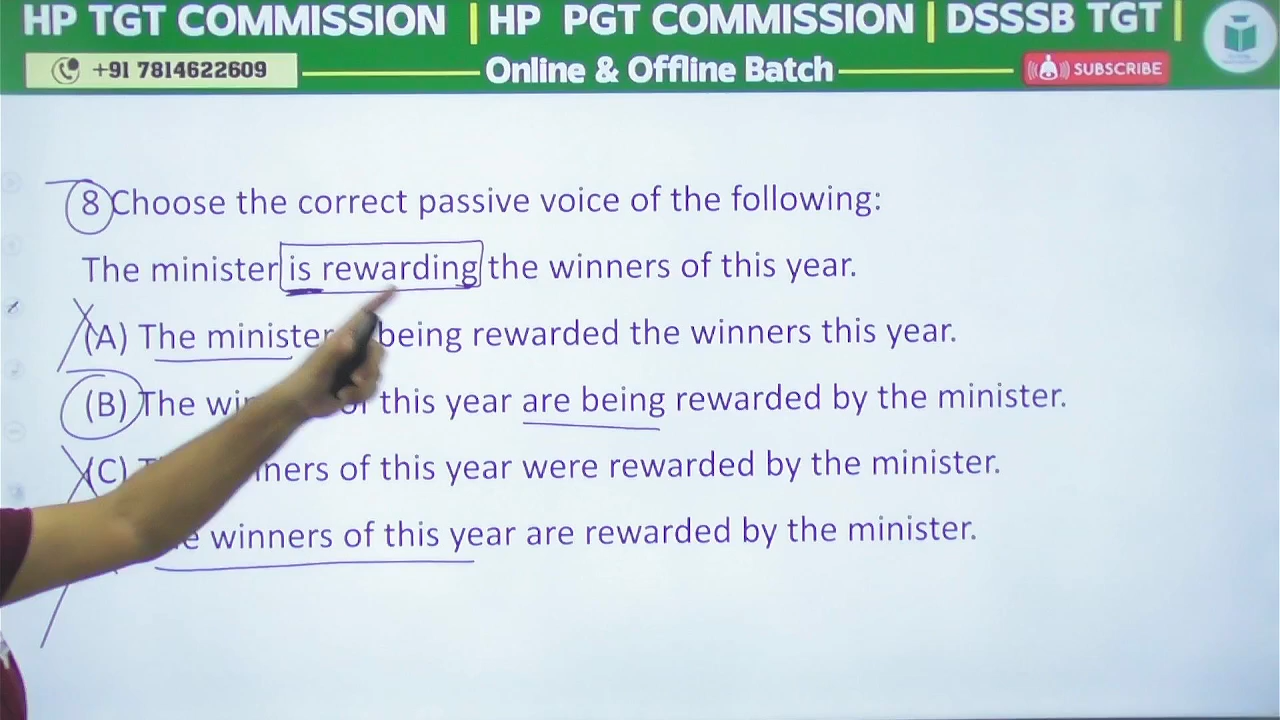 HP TGT COMMISSION | HP PGT COMMISSION | DSSSB TGT |
+91 7814622609 Online & Offline Batch SUBSCRIBE
8 Choose the correct passive voice of the following:
The minister is rewarding the winners of this year.
(A) The minister being rewarded the winners this year.
(B) The of this year are being rewarded by the minister.
(C) of this year were rewarded by the minister.
winners of this year are rewarded by the minister.